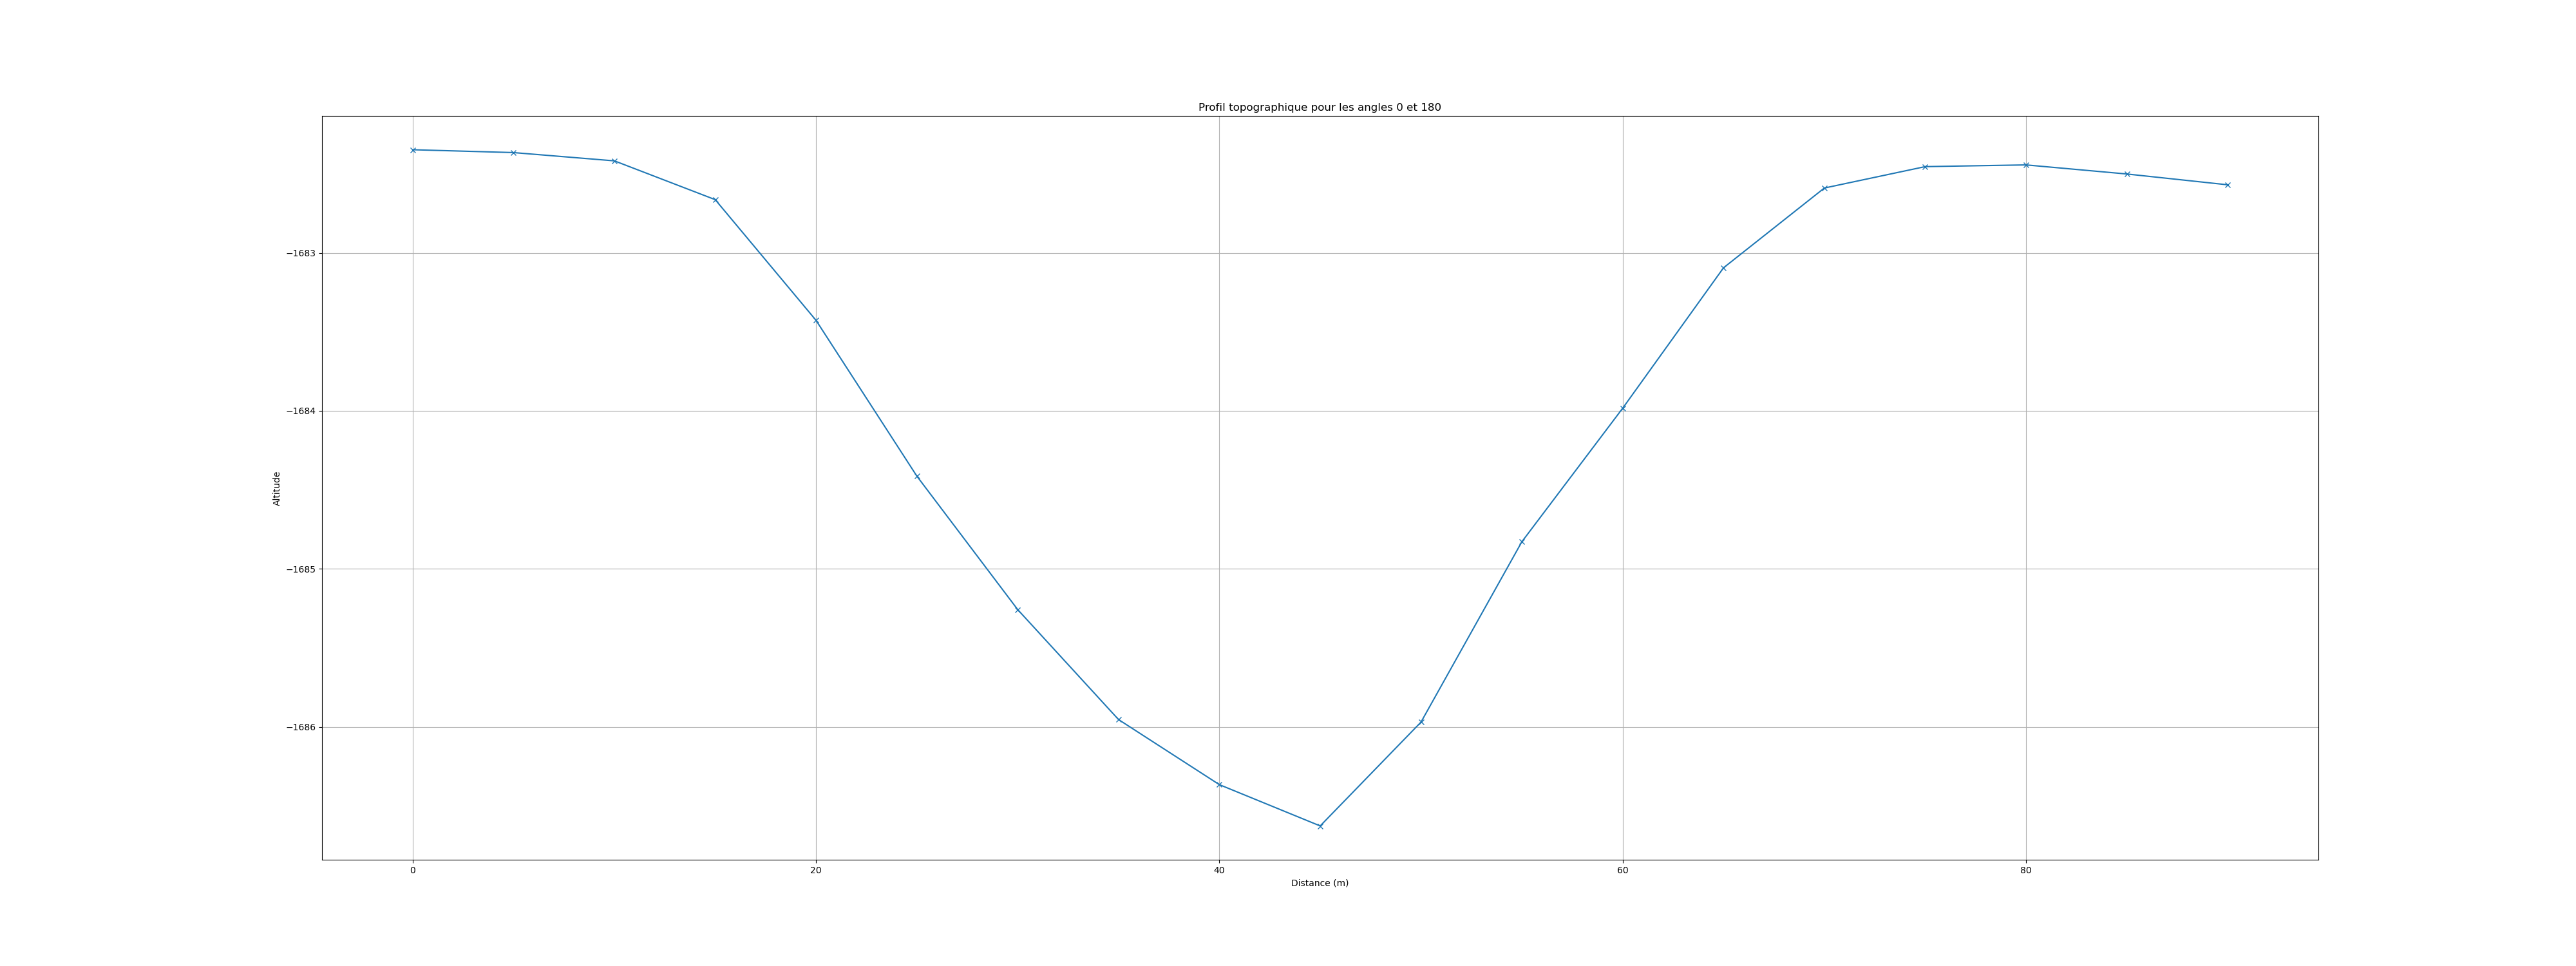 Profil topographique pour les angles 0 et 180
Altitude
−1683
−1684
−1685
−1686
0 20 40 60 80
Distance (m)